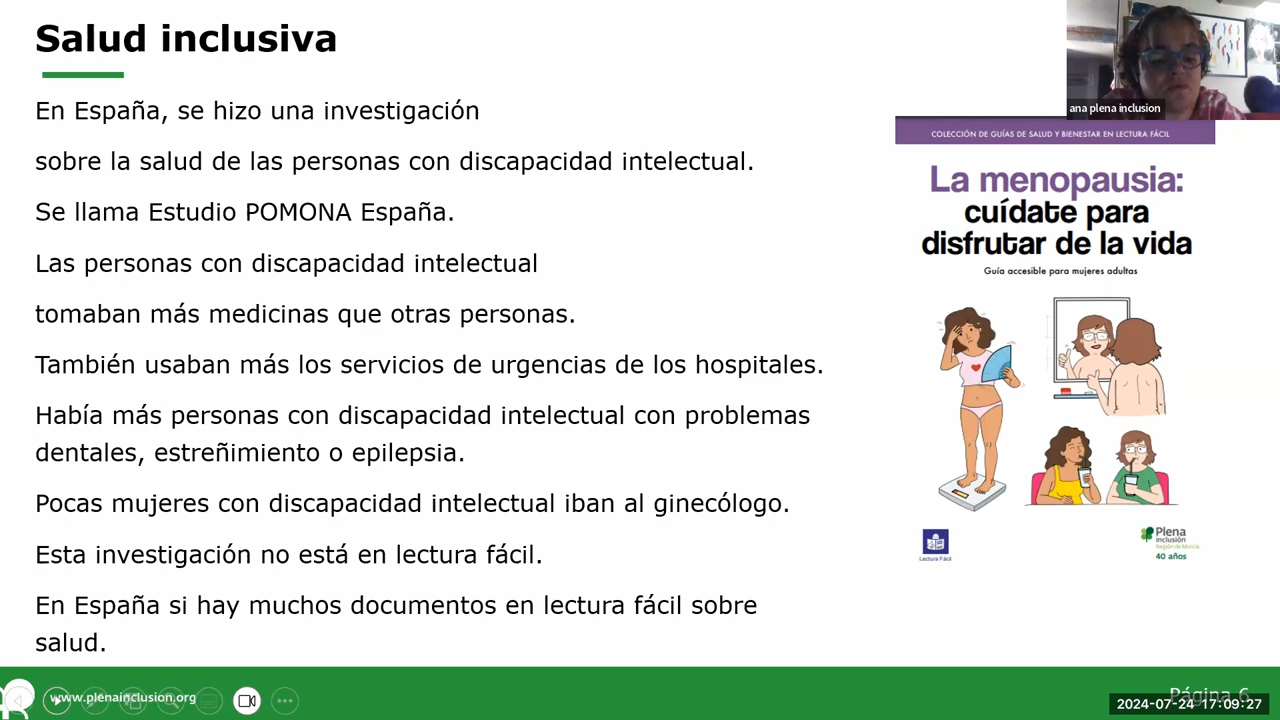 Salud inclusiva
En España, se hizo una investigación
sobre la salud de las personas con discapacidad intelectual.
Se llama Estudio POMONA España.
Las personas con discapacidad intelectual
tomaban más medicinas que otras personas.
También usaban más los servicios de urgencias de los hospitales.
Había más personas con discapacidad intelectual con problemas
dentales, estreñimiento o epilepsia.
Pocas mujeres con discapacidad intelectual iban al ginecólogo.
Esta investigación no está en lectura fácil.
En España si hay muchos documentos en lectura fácil sobre
salud.
ana plena inclusion
COLECCIÓN DE GUÍAS DE SALUD Y BIENESTAR EN LECTURA FÁCIL
La menopausia:
cuídate para
disfrutar de la vida
Guía accesible para mujeres adultas
Lectura Fácil
Plena
inclusión
Región de Murcia
40 años
www.plenainclusion.org
Página 6
2024-07-24 17:09:27